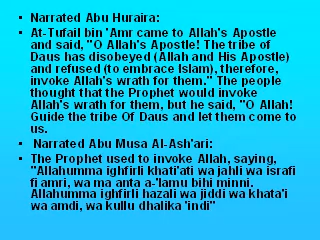 • Narrated Abu Huraira:
• At-Tufail bin 'Amr came to Allah's Apostle
and said, "O Allah's Apostle! The tribe of
Daus has disobeyed (Allah and His Apostle)
and refused (to embrace Islam), therefore,
invoke Allah's wrath for them." The people
thought that the Prophet would invoke
Allah's wrath for them, but he said, "O Allah!
Guide the tribe Of Daus and let them come to
us.
• Narrated Abu Musa Al-Ash'ari:
• The Prophet used to invoke Allah, saying,
"Allahumma ighfirli khati'ati wa jahli wa israfi
fi amri, wa ma anta a-'lamu bihi minni.
Allahumma ighfirli hazali wa jiddi wa khata'i
wa amdi, wa kullu dhalika 'indi"